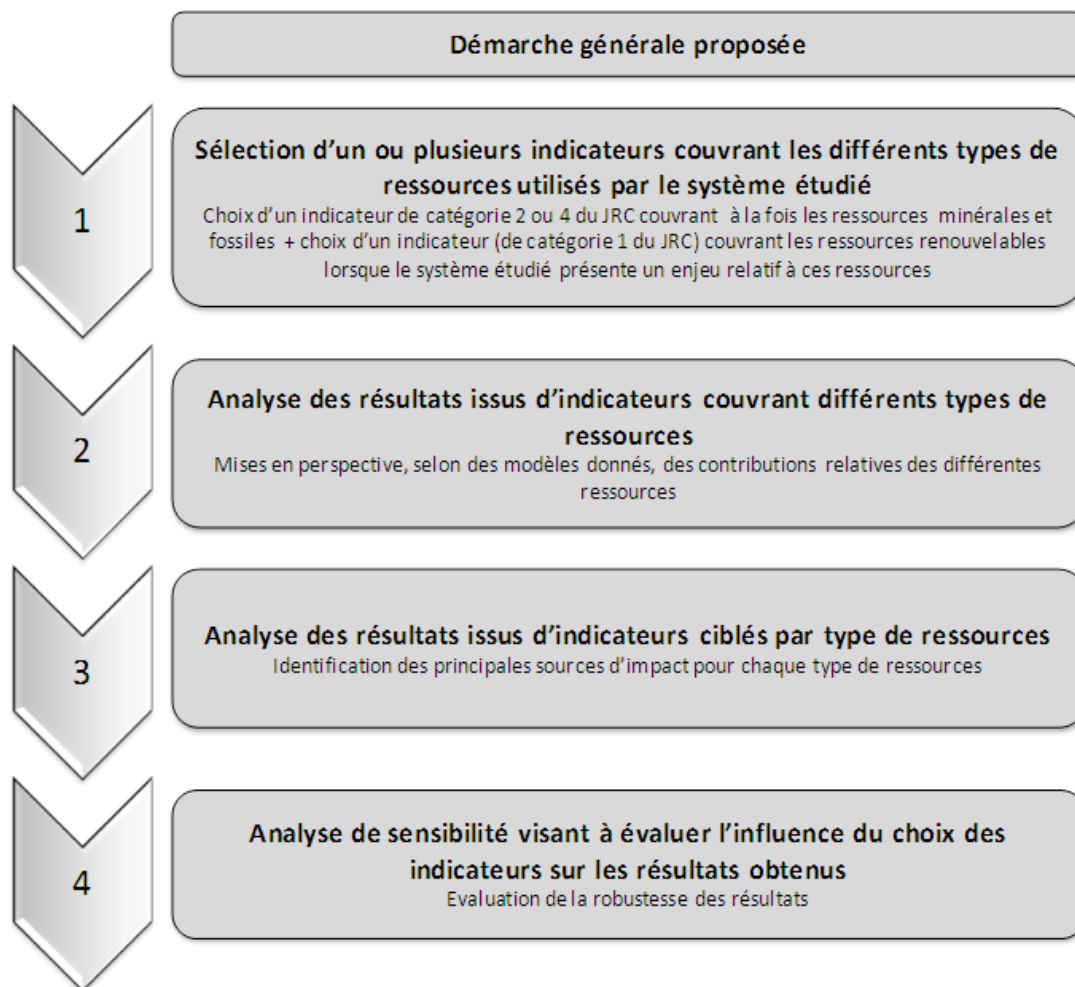 Démarche générale proposée
1
Sélection d'un ou plusieurs indicateurs couvrant les différents types de
ressources utilisés par le système étudié
Choix d'un indicateur de catégorie 2 ou 4 du JRC couvrant à la fois les ressources minérales et
fossiles + choix d'un indicateur (de catégorie 1 du JRC) couvrant les ressources renouvelables
lorsque le système étudié présente un enjeu relatif à ces ressources
2
Analyse des résultats issus d'indicateurs couvrant différents types de
ressources
Mises en perspective, selon des modèles donnés, des contributions relatives des différentes
ressources
3
Analyse des résultats issus d'indicateurs ciblés par type de ressources
Identification des principales sources d'impact pour chaque type de ressources
4
Analyse de sensibilité visant à évaluer l'influence du choix des
indicateurs sur les résultats obtenus
Evaluation de la robustesse des résultats